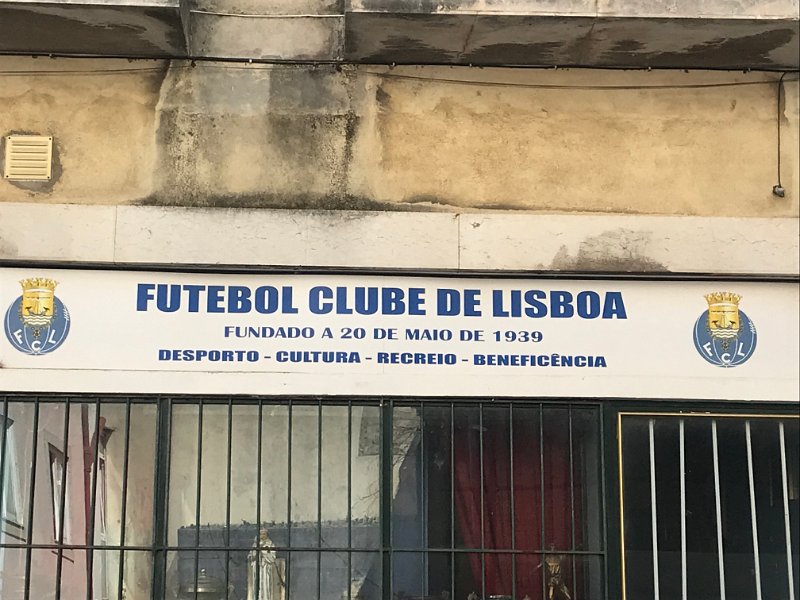 FUTEBOL CLUBE DE LISBOA
FUNDADO A 20 DE MAIO DE 1939
DESPORTO - CULTURA - RECREIO - BENEFICÊNCIA
F C L
F C L